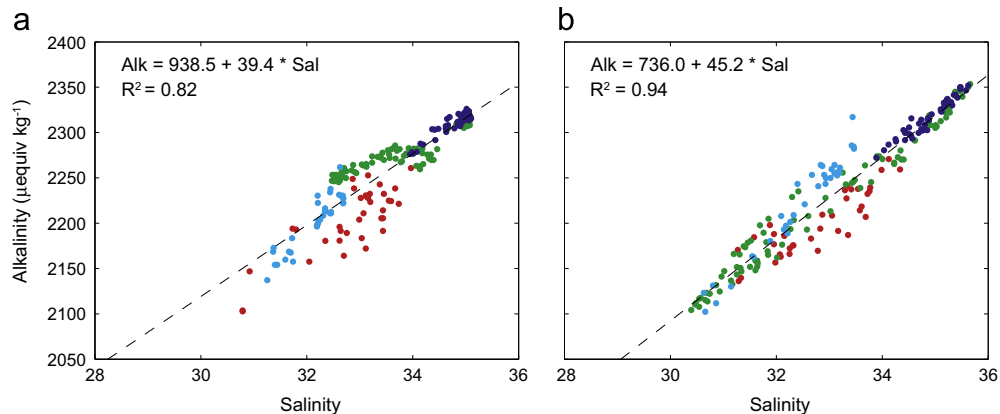 a
b
2400
2350
2300
2250
2200
2150
2100
2050
Alkalinity (µequiv kg⁻¹)
Alk = 938.5 + 39.4 * Sal
R² = 0.82
28 30 32 34 36
Salinity
Alk = 736.0 + 45.2 * Sal
R² = 0.94
28 30 32 34 36
Salinity